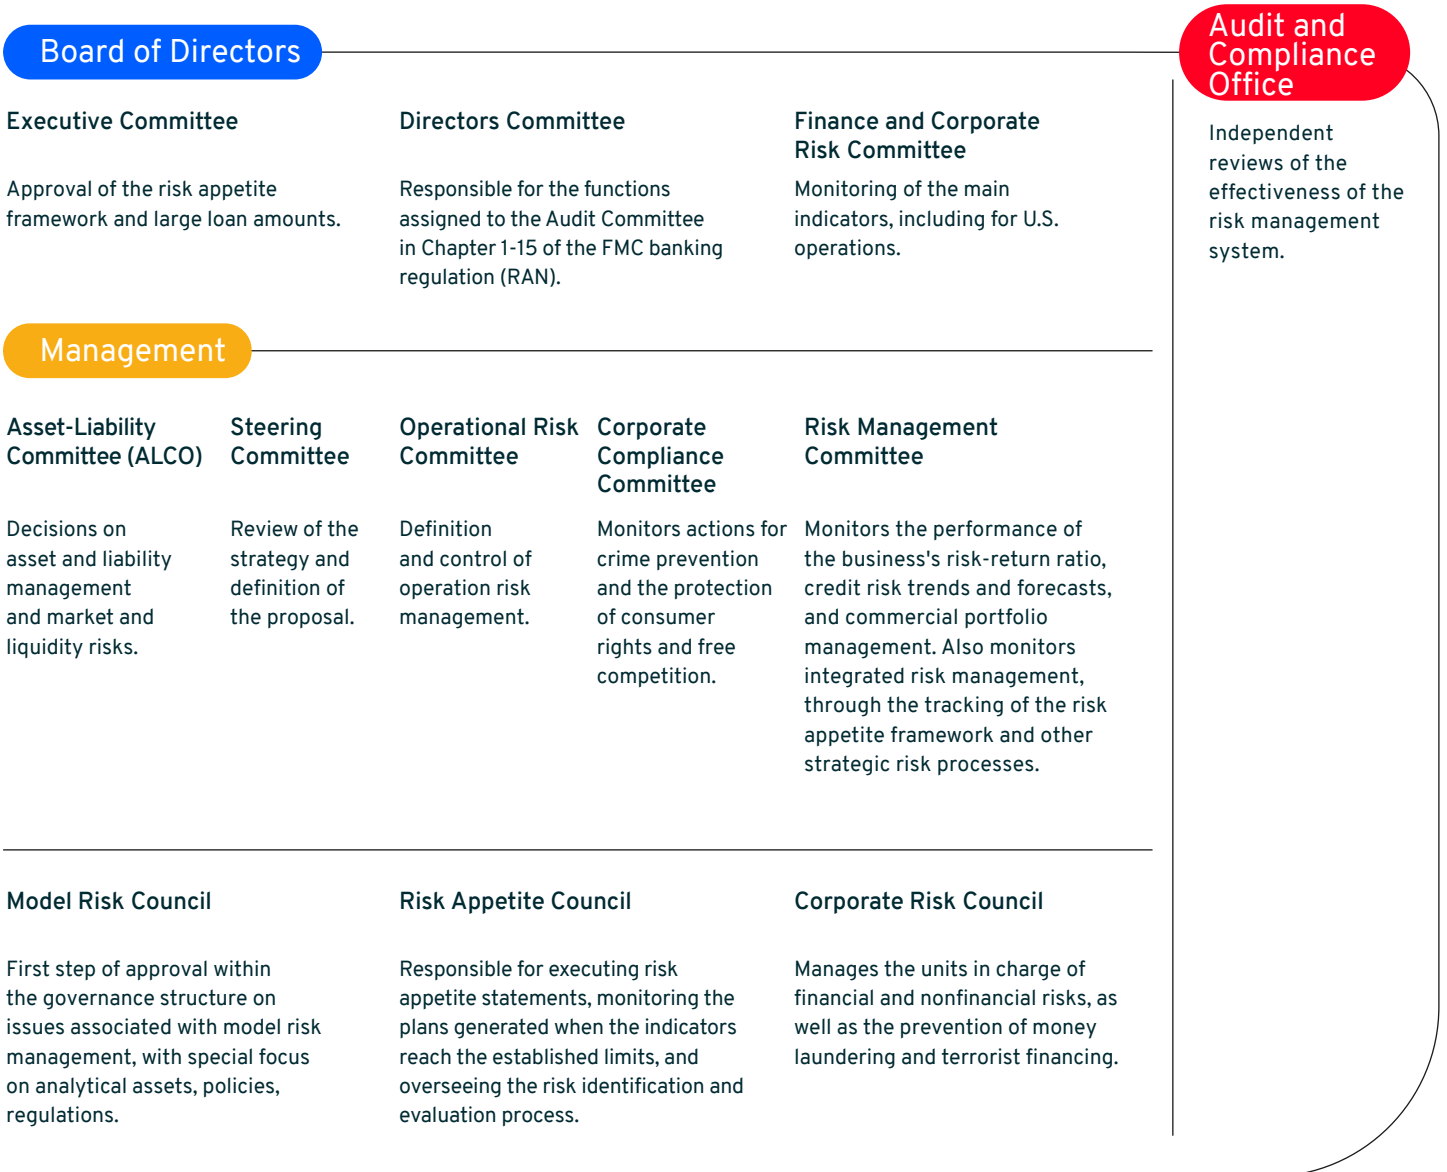 Board of Directors
Audit and
Compliance
Office
Independent
reviews of the
effectiveness of the
risk management
system.
Executive Committee
Approval of the risk appetite
framework and large loan amounts.
Directors Committee
Responsible for the functions
assigned to the Audit Committee
in Chapter 1-15 of the FMC banking
regulation (RAN).
Finance and Corporate
Risk Committee
Monitoring of the main
indicators, including for U.S.
operations.
Management
Asset-Liability
Committee (ALCO)
Decisions on
asset and liability
management
and market and
liquidity risks.
Steering
Committee
Review of the
strategy and
definition of
the proposal.
Operational Risk
Committee
Definition
and control of
operation risk
management.
Corporate
Compliance
Committee
Monitors actions for
crime prevention
and the protection
of consumer
rights and free
competition.
Risk Management
Committee
Monitors the performance of
the business's risk-return ratio,
credit risk trends and forecasts,
and commercial portfolio
management. Also monitors
integrated risk management,
through the tracking of the risk
appetite framework and other
strategic risk processes.
Model Risk Council
First step of approval within
the governance structure on
issues associated with model risk
management, with special focus
on analytical assets, policies,
regulations.
Risk Appetite Council
Responsible for executing risk
appetite statements, monitoring the
plans generated when the indicators
reach the established limits, and
overseeing the risk identification and
evaluation process.
Corporate Risk Council
Manages the units in charge of
financial and nonfinancial risks, as
well as the prevention of money
laundering and terrorist financing.